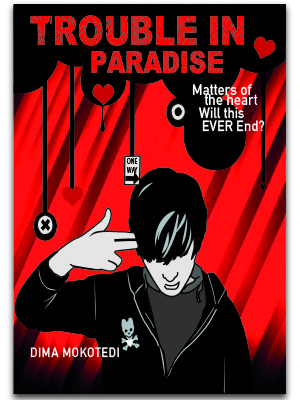 TROUBLE IN
PARADISE
Matters of
the heart
Will this
EVER End?
ONE
WAY
DIMA MOKOTEDI